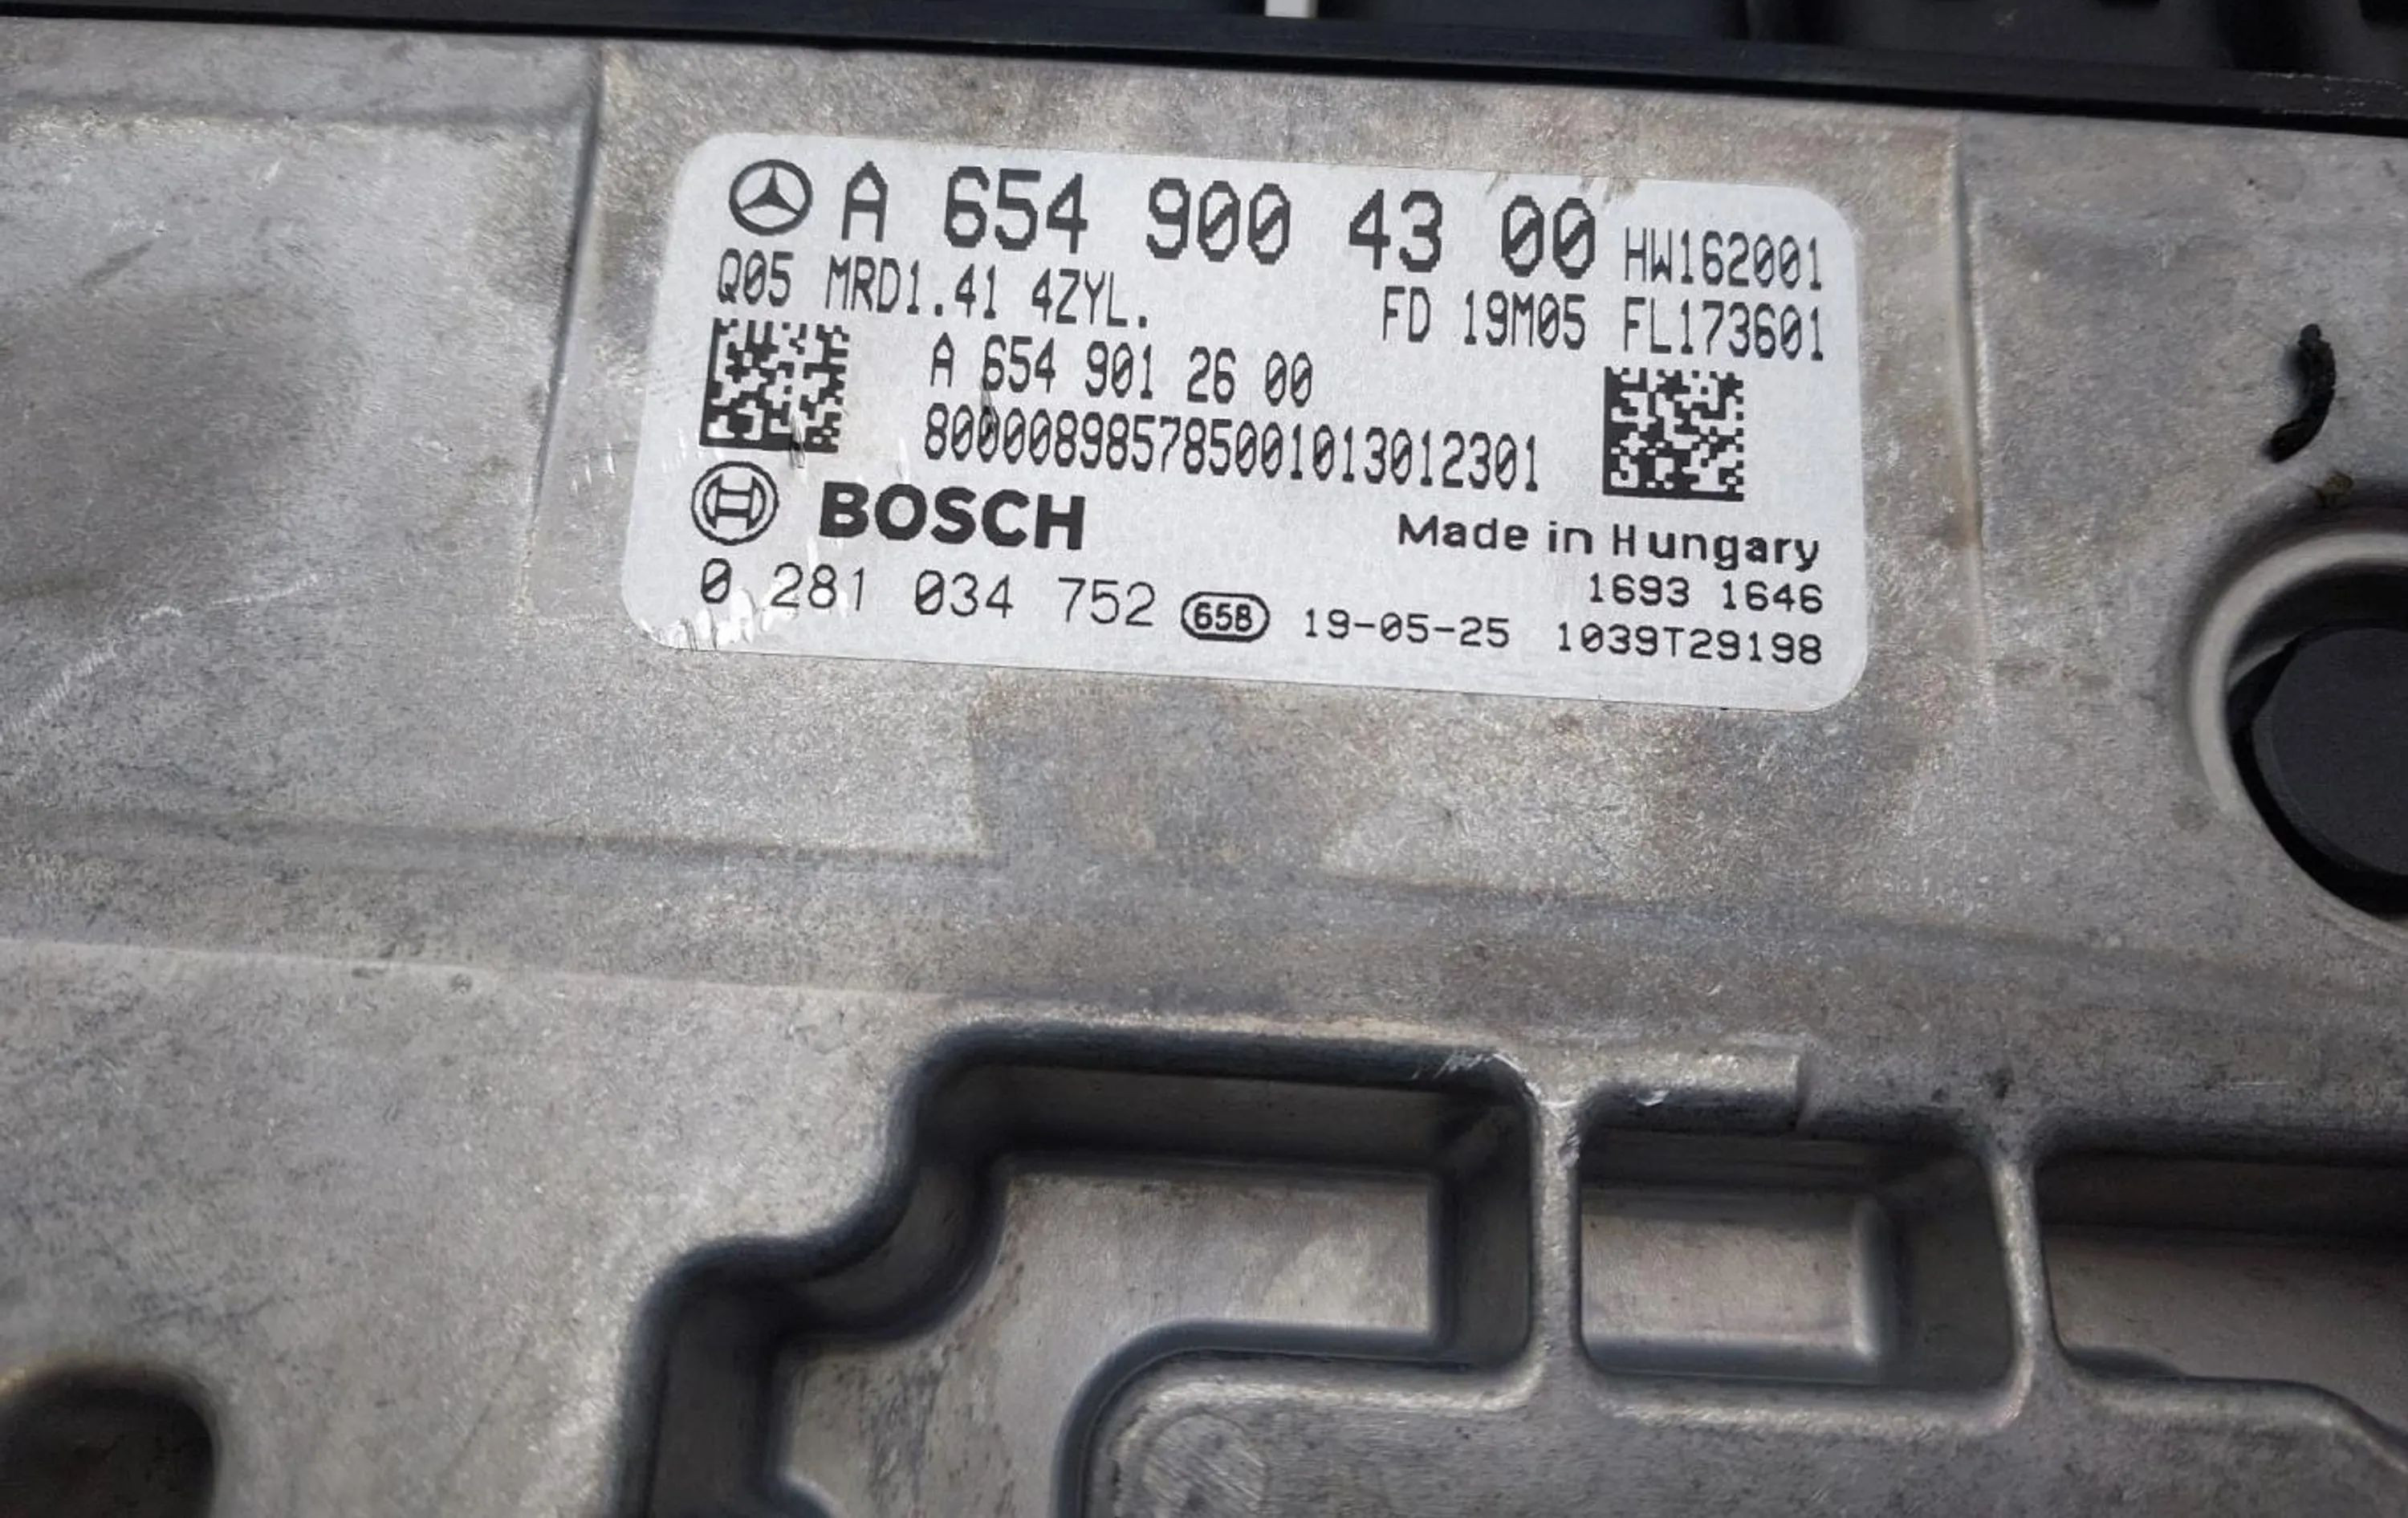 A 654 900 43 00 HW162001
Q05 MRD1.41 4ZYL. FD 19M05 FL173601
A 654 901 26 00
800008985785001013012301
BOSCH Made in Hungary
1693 1646
0 281 034 752 658 19-05-25 1039T29198